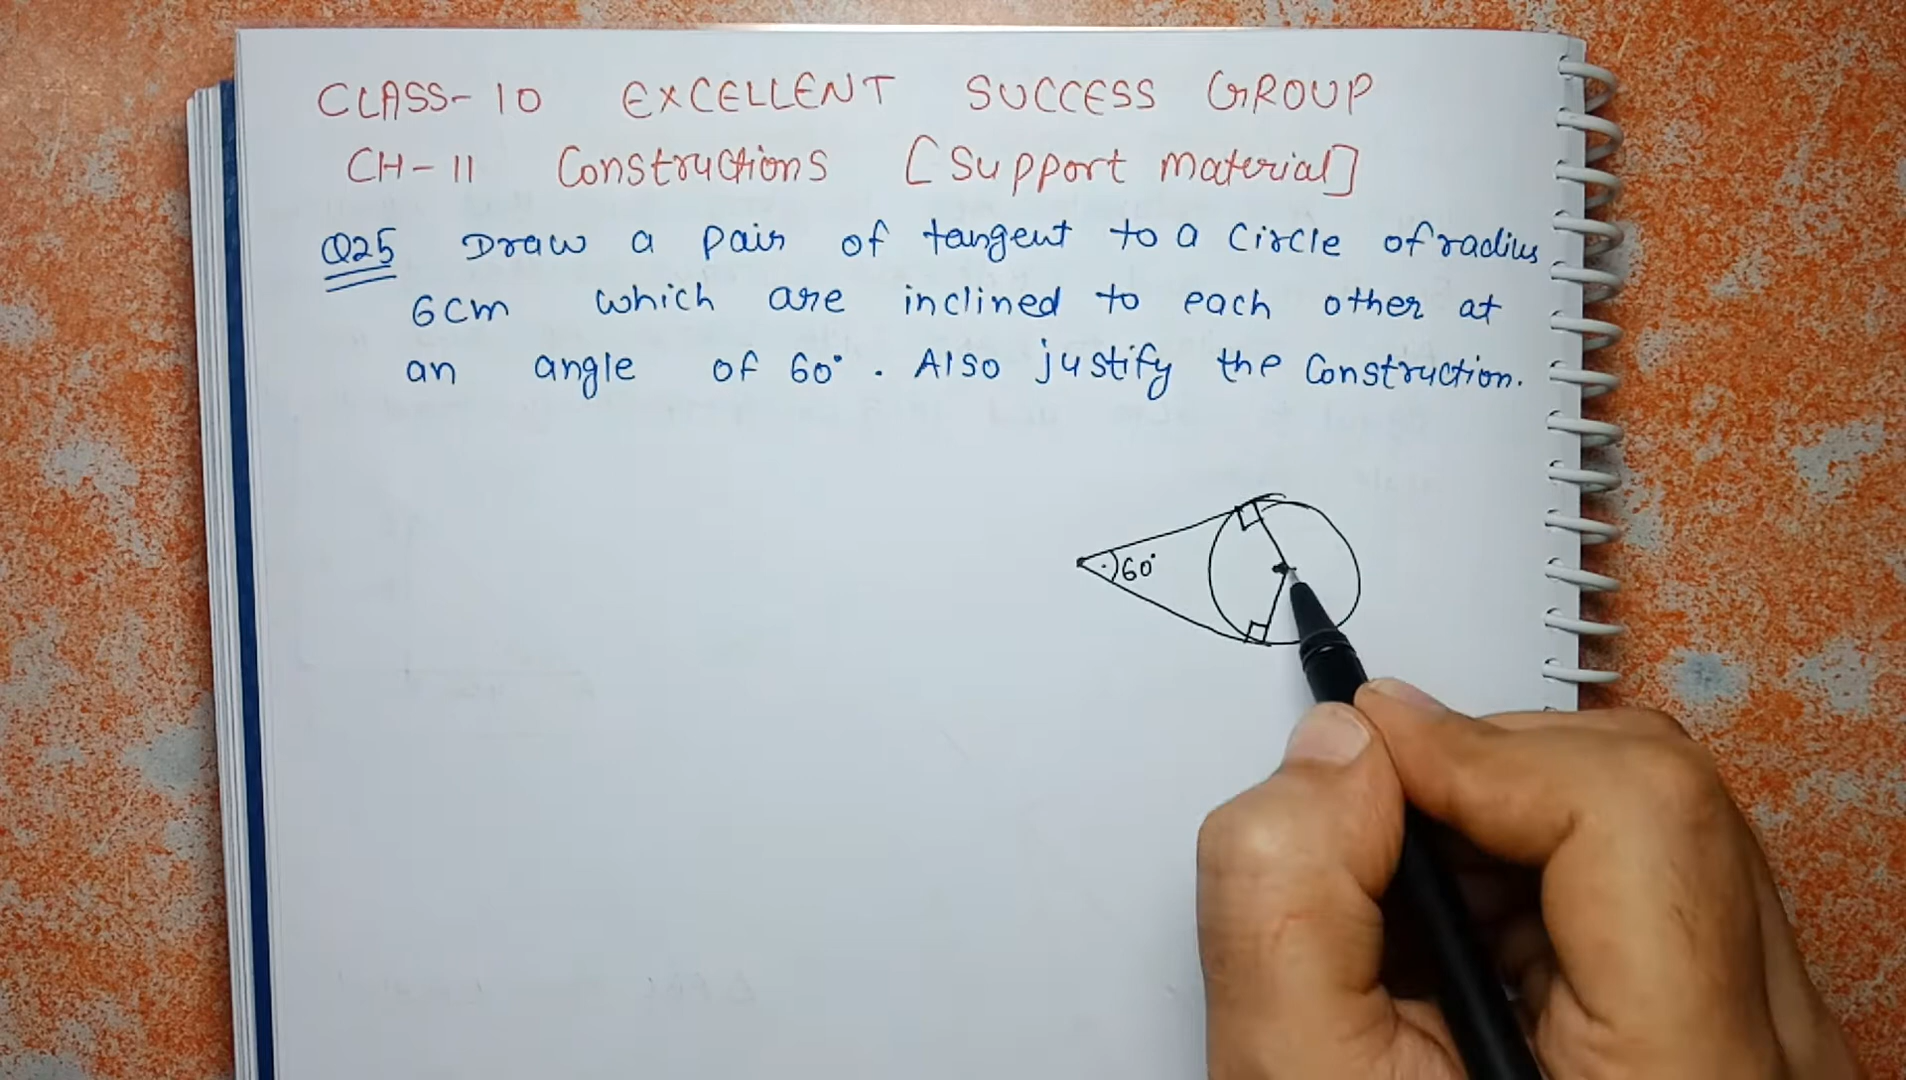 CLASS-10 EXCELLENT SUCCESS GROUP
CH-11 Constructions [Support Material]
Q25 Draw a pair of tangent to a circle of radius
6cm which are inclined to each other at
an angle of 60°. Also justify the Construction.
60°